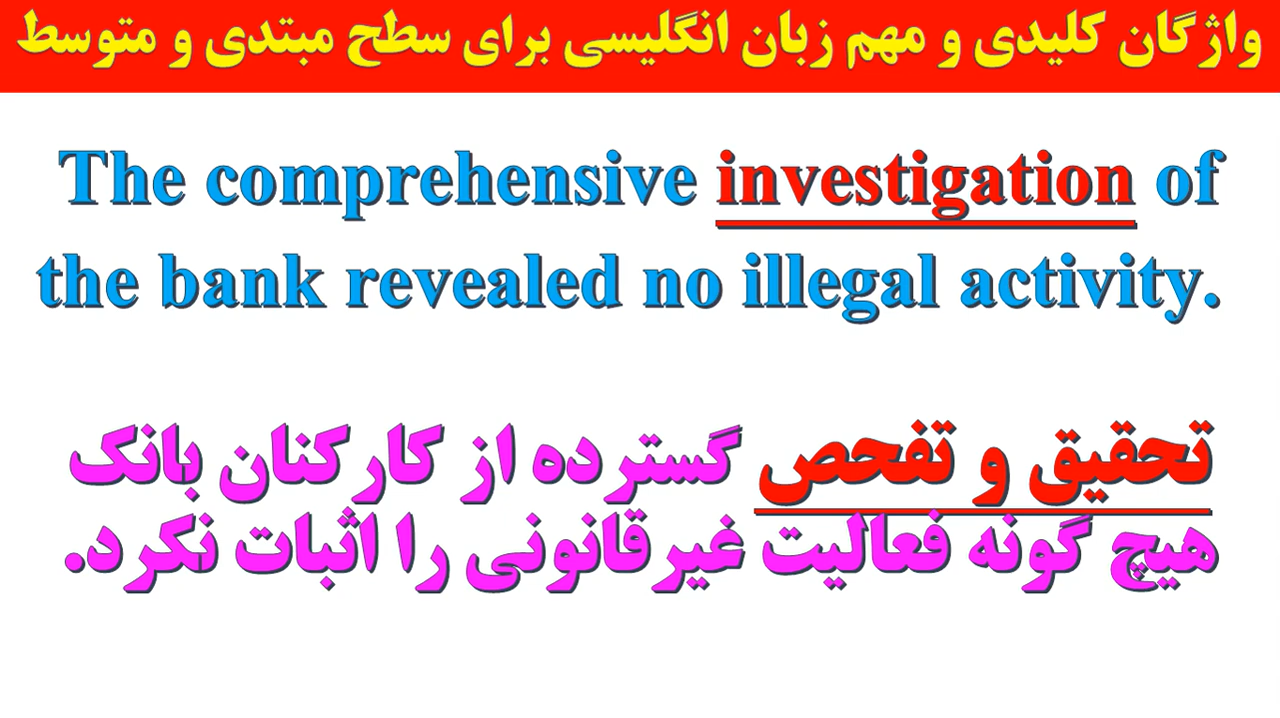 واژگان کلیدی و مهم زبان انگلیسی برای سطح مبتدی و متوسط
The comprehensive investigation of
the bank revealed no illegal activity.
تحقیق و تفحص گسترده از کارکنان بانک
هیچ گونه فعالیت غیرقانونی را اثبات نکرد.